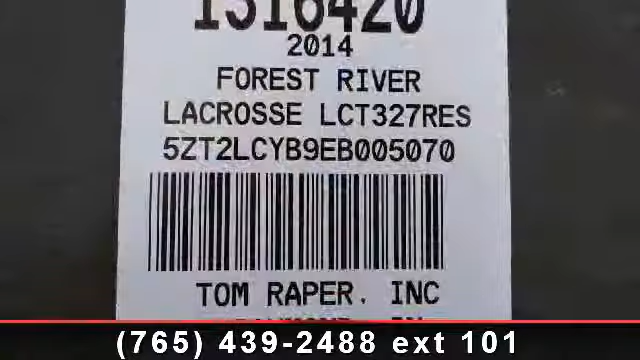 1316420
2014
FOREST RIVER
LACROSSE LCT327RES
5ZT2LCYB9EB005070
TOM RAPER. INC
(765) 439-2488 ext 101